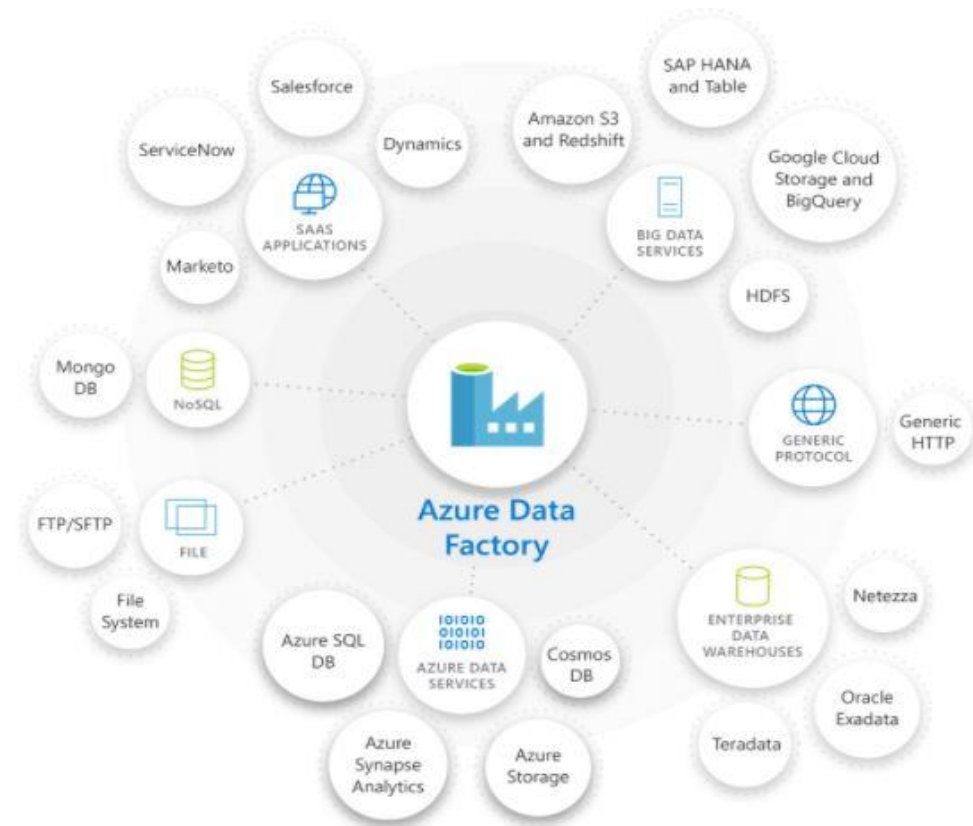 Salesforce
ServiceNow
Dynamics
SAAS
APPLICATIONS
Marketo
SAP HANA
and Table
Amazon S3
and Redshift
Google Cloud
Storage and
BigQuery
BIG DATA
SERVICES
HDFS
Mongo
DB
NoSQL
GENERIC
PROTOCOL
Generic
HTTP
Azure Data
Factory
FTP/SFTP
FILE
File
System
Azure SQL
DB
101010
010101
101010
AZURE DATA
SERVICES
Cosmos
DB
Azure
Synapse
Analytics
Azure
Storage
ENTERPRISE
DATA
WAREHOUSES
Netezza
Oracle
Exadata
Teradata